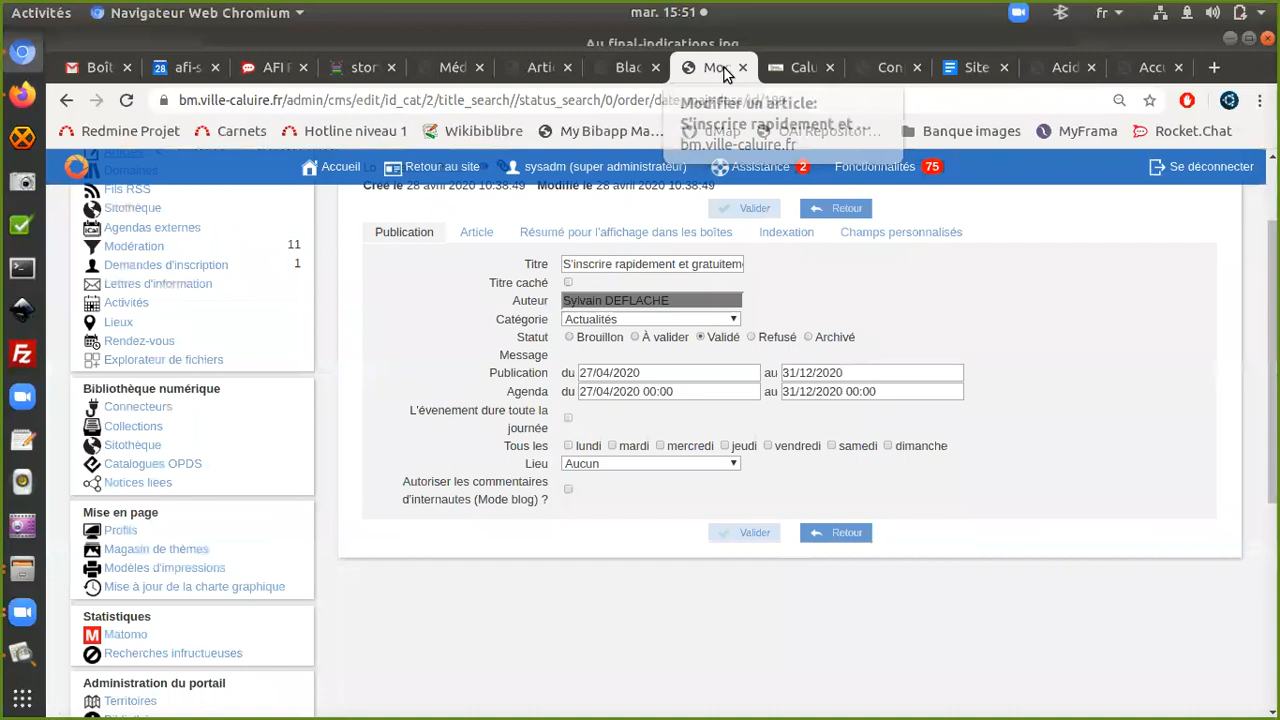 Activités Navigateur Web Chromium mar. 15:51 fr
Au final-indications.png
Boît afi-s AFI F stor Méd Artic Blac Mo Calu Con Site Acid Accu
bm.ville-caluire.fr/admin/cms/edit/id_cat/2/title_search//status_search/0/order/da
Modifier un article:
S'inscrire rapidement et ...
bm.ville-caluire.fr
Redmine Projet Carnets Hotline niveau 1 Wikibiblibre My Bibapp Ma... Banque images MyFrama Rocket.Chat
Accueil Retour au site sysadm (super administrateur) Assistance 2 Fonctionnalités 75 Se déconnecter
Articles
Domaines
Fils RSS
Sitothèque
Agendas externes
Modération 11
Demandes d'inscription 1
Lettres d'information
Activités
Lieux
Rendez-vous
Explorateur de fichiers
Bibliothèque numérique
Connecteurs
Collections
Sitothèque
Catalogues OPDS
Notices liees
Mise en page
Profils
Magasin de thèmes
Modèles d'impressions
Mise à jour de la charte graphique
Statistiques
Matomo
Recherches infructueuses
Administration du portail
Territoires
Créé le 28 avril 2020 10:38:49 Modifié le 28 avril 2020 10:38:49
Valider Retour
Publication Article Résumé pour l'affichage dans les boîtes Indexation Champs personnalisés
Titre S'inscrire rapidement et gratuitem
Titre caché
Auteur Sylvain DEFLACHE
Catégorie Actualités
Statut Brouillon À valider Validé Refusé Archivé
Message
Publication du 27/04/2020 au 31/12/2020
Agenda du 27/04/2020 00:00 au 31/12/2020 00:00
L'évenement dure toute la
journée
Tous les lundi mardi mercredi jeudi vendredi samedi dimanche
Lieu Aucun
Autoriser les commentaires
d'internautes (Mode blog) ?
Valider Retour